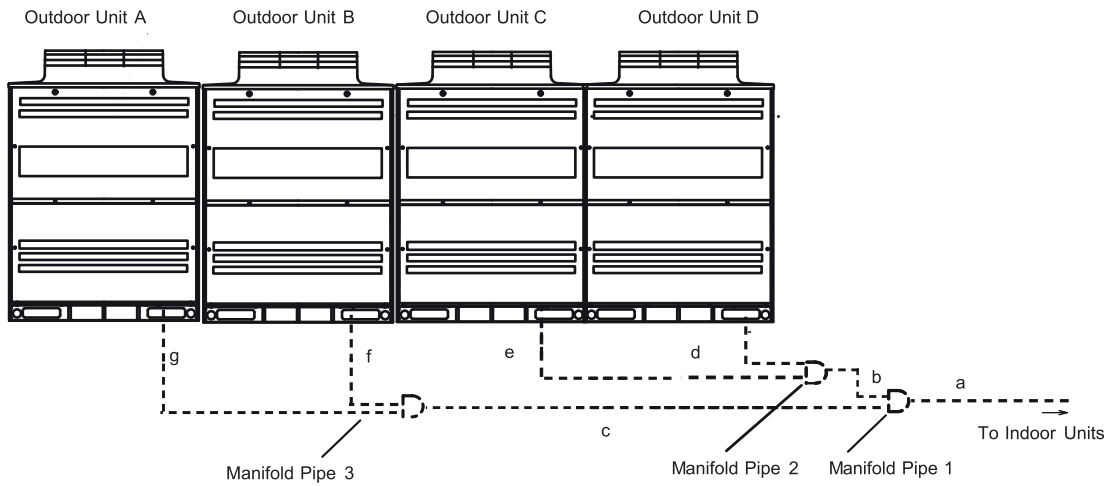 Outdoor Unit A
Outdoor Unit B
Outdoor Unit C
Outdoor Unit D
g
f
e
d
b
a
c
To Indoor Units
Manifold Pipe 3
Manifold Pipe 2
Manifold Pipe 1